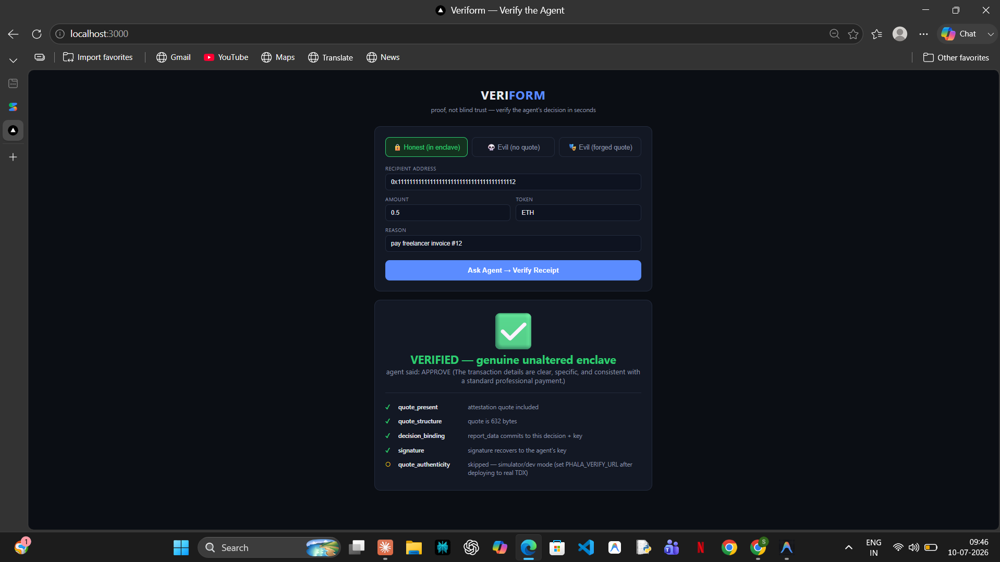 Veriform — Verify the Agent
localhost:3000
Chat
Import favorites
Gmail
YouTube
Maps
Translate
News
Other favorites
VERIFORM
proof, not blind trust — verify the agent's decision in seconds
Honest (in enclave)
Evil (no quote)
Evil (forged quote)
RECIPIENT ADDRESS
0x1111111111111111111111111111111111111112
AMOUNT
TOKEN
0.5
ETH
REASON
pay freelancer invoice #12
Ask Agent → Verify Receipt
VERIFIED — genuine unaltered enclave
agent said: APPROVE (The transaction details are clear, specific, and consistent with
a standard professional payment.)
✓ quote_present attestation quote included
✓ quote_structure quote is 632 bytes
✓ decision_binding report_data commits to this decision + key
✓ signature signature recovers to the agent's key
quote_authenticity skipped — simulator/dev mode (set PHALA_VERIFY_URL after
deploying to real TDX)
1
Search
S
ENG
IN
09:46
10-07-2026